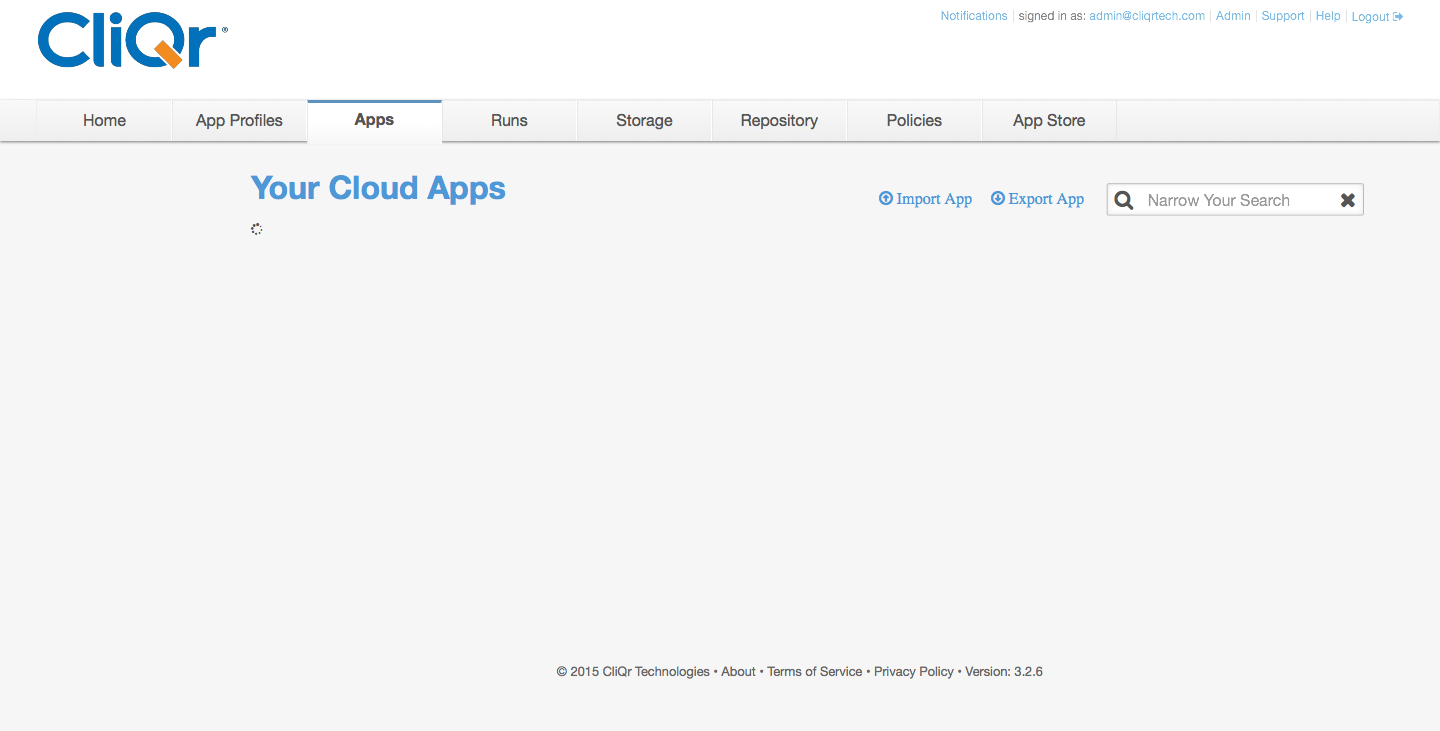 CliQr®
Notifications signed in as: admin@cliqrtech.com Admin Support Help Logout
Home App Profiles Apps Runs Storage Repository Policies App Store
Your Cloud Apps
Import App Export App Narrow Your Search
© 2015 CliQr Technologies • About • Terms of Service • Privacy Policy • Version: 3.2.6